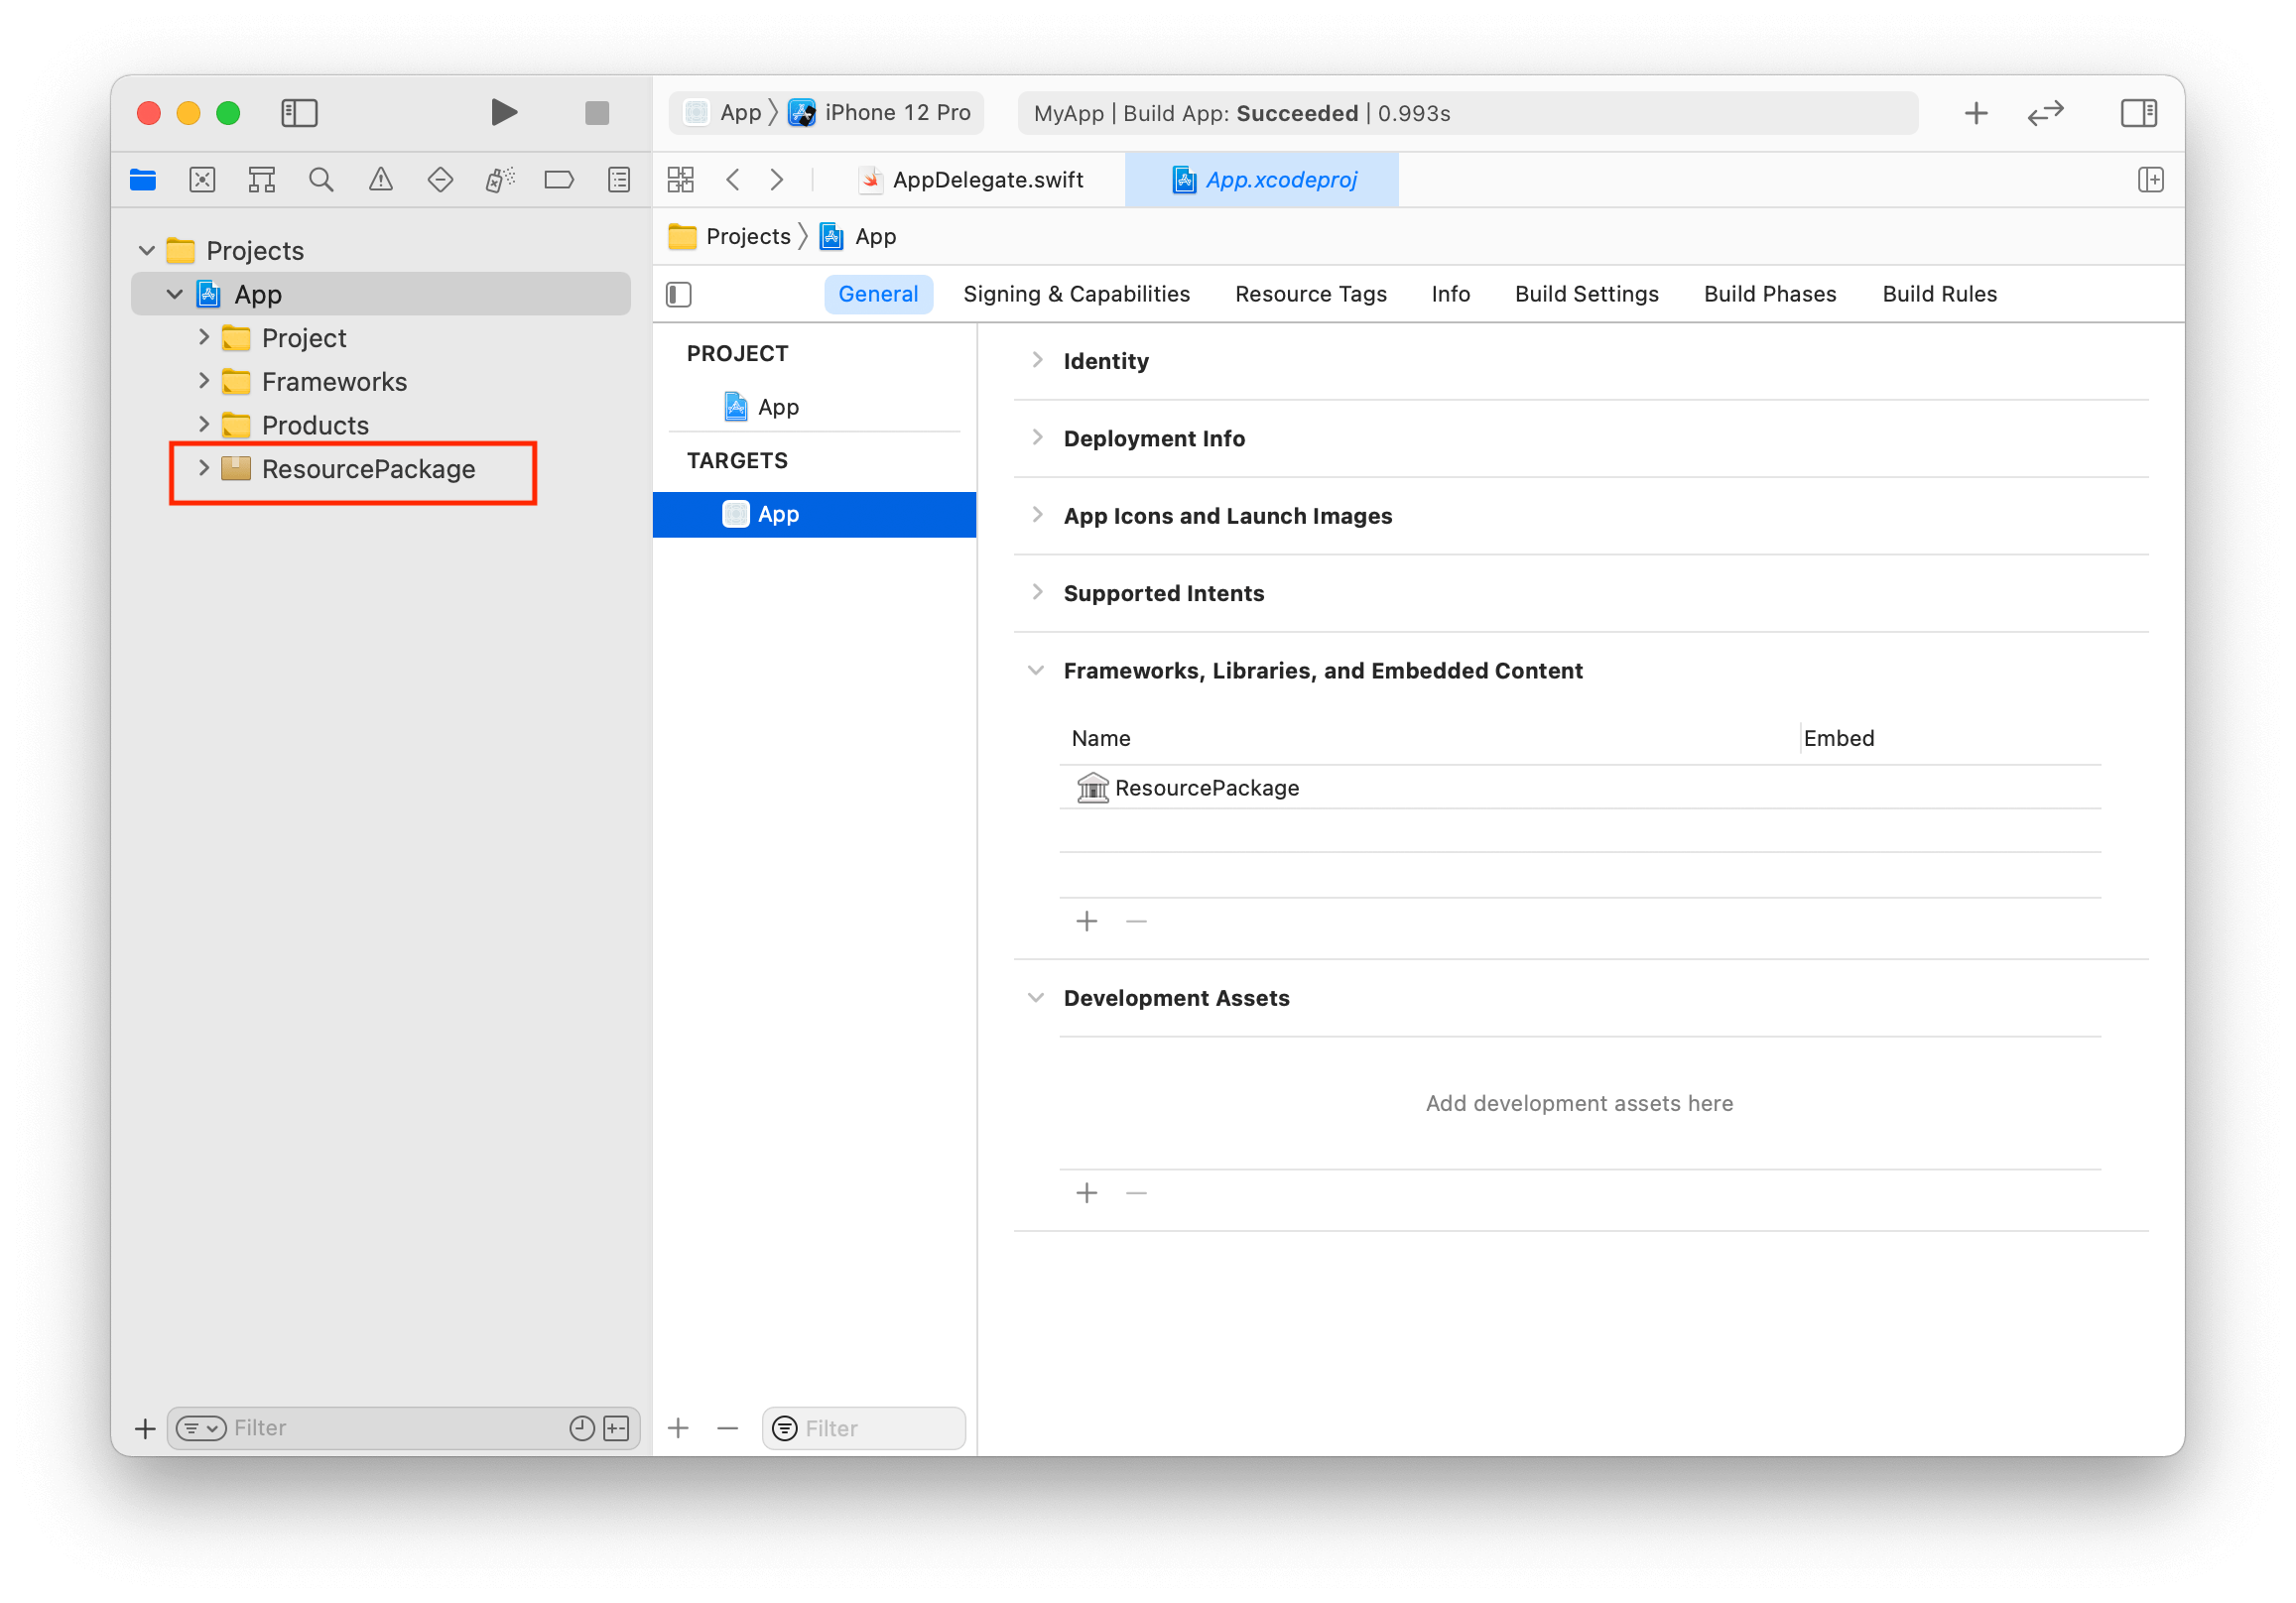 App
iPhone 12 Pro
MyApp | Build App: Succeeded | 0.993s
AppDelegate.swift
App.xcodeproj
Projects
App
Projects
App
Project
Frameworks
Products
ResourcePackage
General
Signing & Capabilities
Resource Tags
Info
Build Settings
Build Phases
Build Rules
PROJECT
App
TARGETS
App
Identity
Deployment Info
App Icons and Launch Images
Supported Intents
Frameworks, Libraries, and Embedded Content
Name
Embed
ResourcePackage
Development Assets
Add development assets here
Filter
Filter